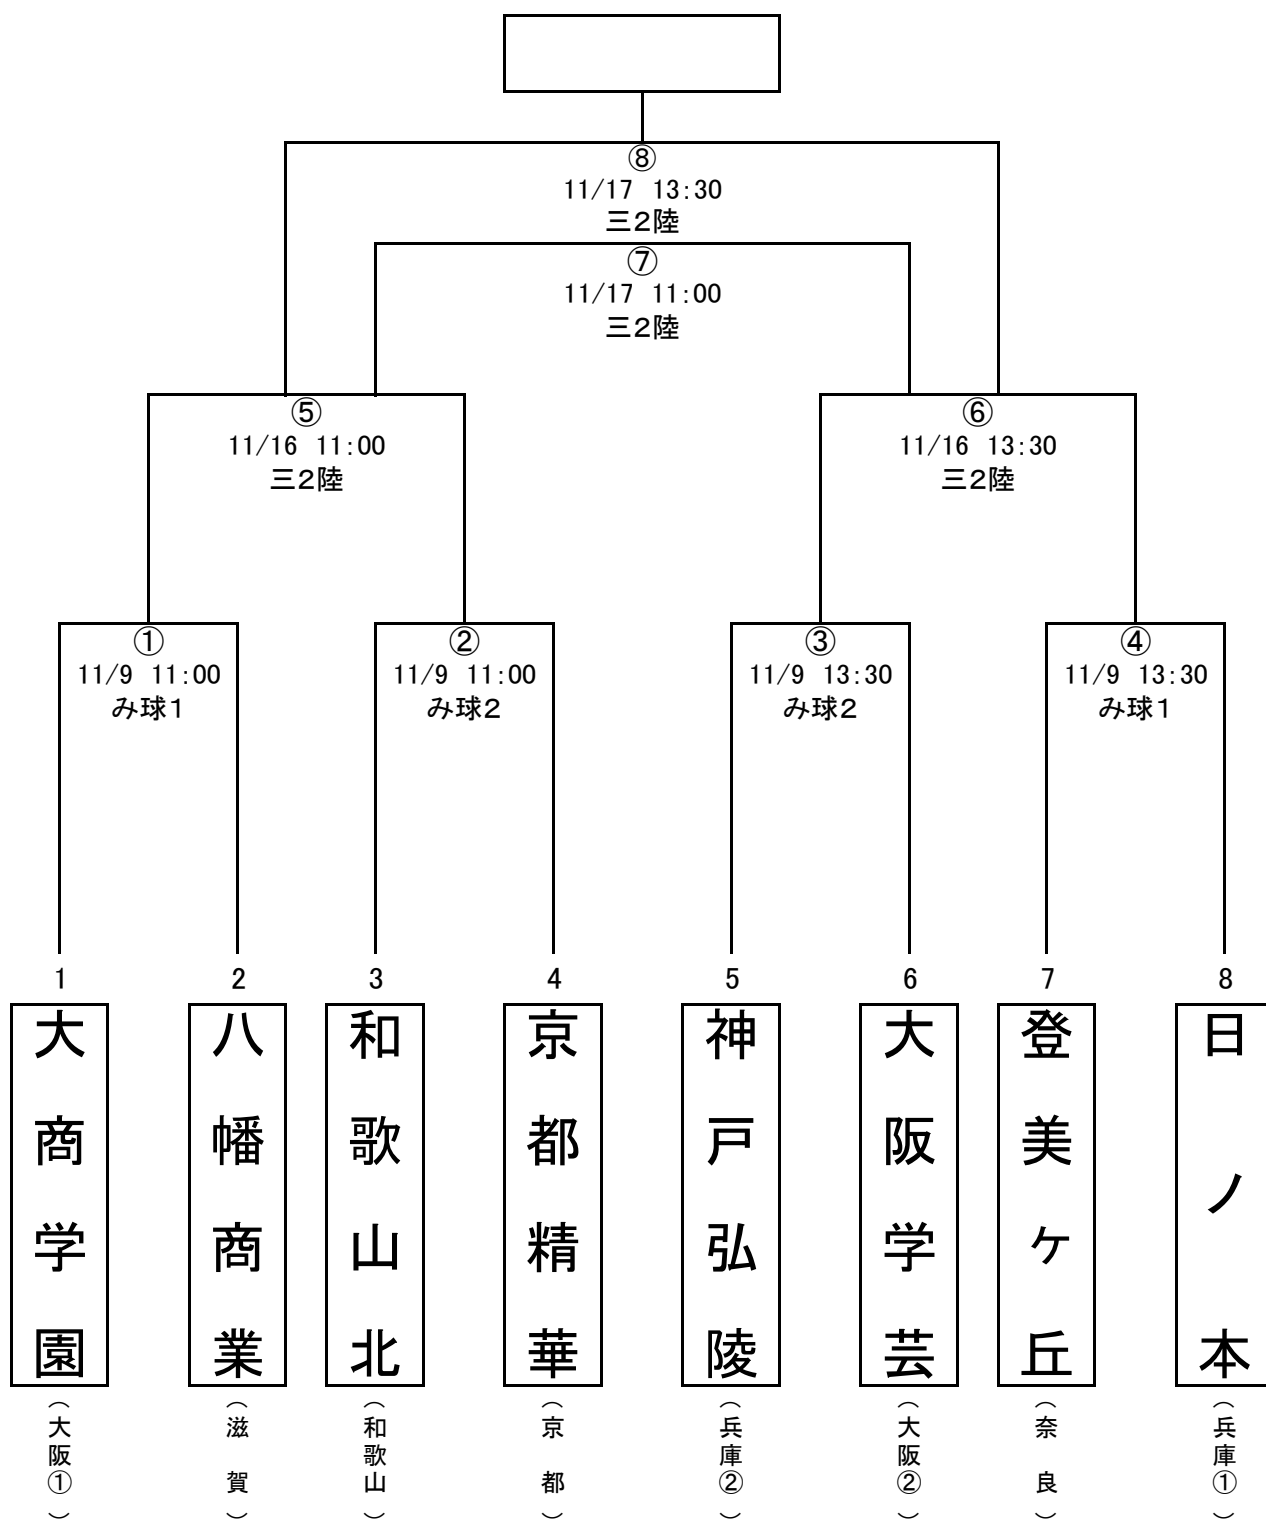 ⑧
11/17 13:30
三2陸
⑦
11/17 11:00
三2陸
⑤
11/16 11:00
三2陸
⑥
11/16 13:30
三2陸
①
11/9 11:00
み球1
②
11/9 11:00
み球2
③
11/9 13:30
み球2
④
11/9 13:30
み球1
1
2
3
4
5
6
7
8
大商学園
八幡商業
和歌山北
京都精華
神戸弘陵
大阪学芸
登美ヶ丘
日ノ本
(大阪①)
(滋賀)
(和歌山)
(京都)
(兵庫②)
(大阪②)
(奈良)
(兵庫①)